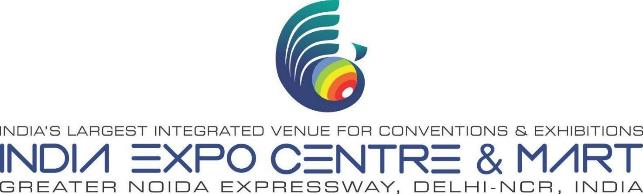 INDIA'S LARGEST INTEGRATED VENUE FOR CONVENTIONS & EXHIBITIONS
INDIA EXPO CENTRE & MART
GREATER NOIDA EXPRESSWAY, DELHI-NCR, INDIA